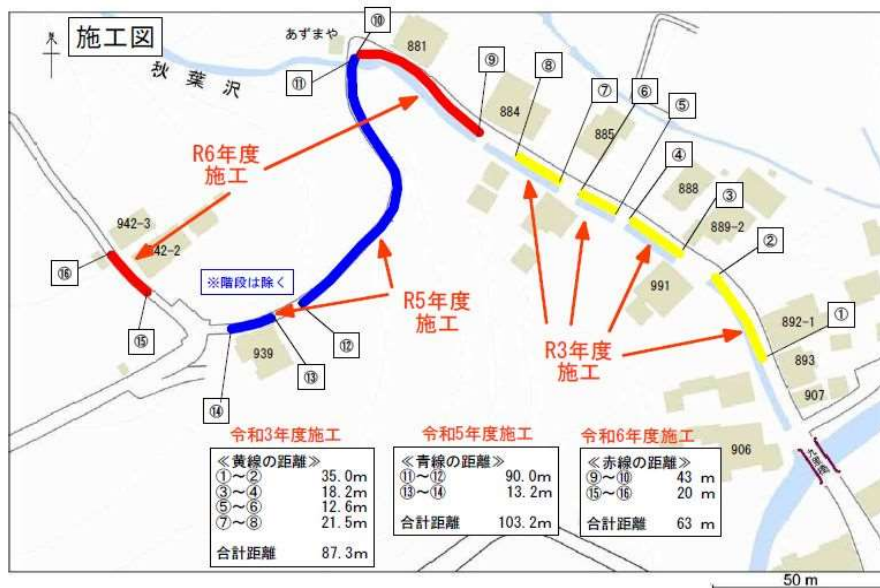 施工図
あずまや
秋葉沢
⑩
⑪
881
⑨
⑧
884
⑦
⑥
⑤
885
④
888
③
889-2
②
R6年度
施工
942-3
942-2
⑯
⑮
※階段は除く
R5年度
施工
991
R3年度
施工
892-1
①
893
907
906
939
⑭
⑬
⑫
令和3年度施工
≪黄線の距離≫
①~② 35.0m
③~④ 18.2m
⑤~⑥ 12.6m
⑦~⑧ 21.5m
合計距離 87.3m
令和5年度施工
≪青線の距離≫
⑪~⑫ 90.0m
⑬~⑭ 13.2m
合計距離 103.2m
令和6年度施工
≪赤線の距離≫
⑨~⑩ 43 m
⑮~⑯ 20 m
合計距離 63 m
50 m